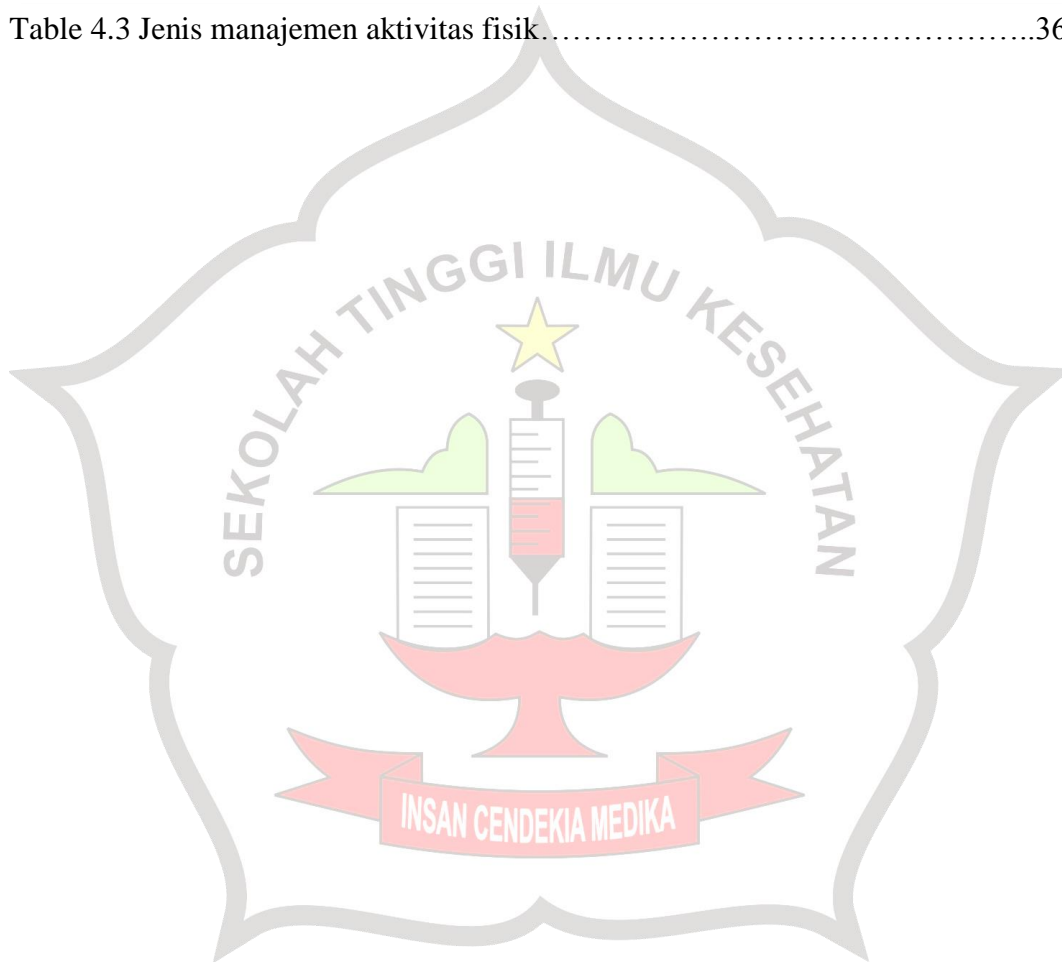 Table 4.3 Jenis manajemen aktivitas fisik………………………………………..36
SEKOLAH TINGGI ILMU KESEHATAN
INSAN CENDEKIA MEDIKA